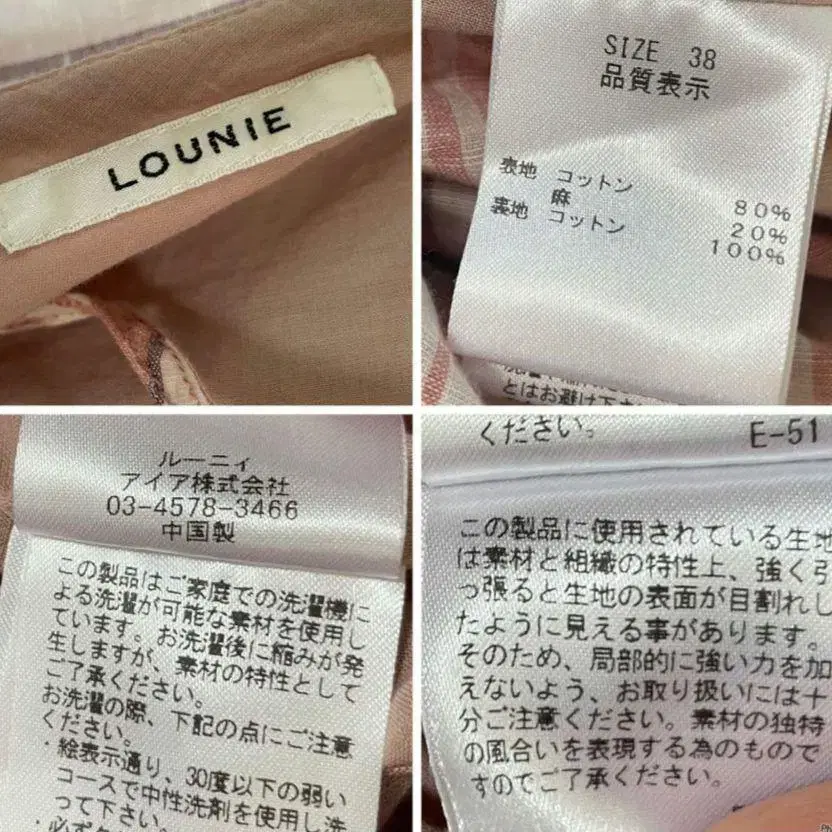 LOUNIE
SIZE 38
品質表示
表地 コットン 80%
麻 20%
裏地 コットン 100%
とはお避け下さ
ルーニィ
アイア株式会社
03-4578-3466
中国製
この製品はご家庭での洗濯機に
よる洗濯が可能な素材を使用し
ています。お洗濯後に縮みが発
生しますが、素材の特性として
ご了承ください。
お洗濯の際、下記の点にご注意
ください。
・絵表示通り、30度以下の弱い
コースで中性洗剤を使用し洗
って下さい。
・必ず
ください。 E-51
この製品に使用されている生地
は素材と組織の特性上、強く引
っ張ると生地の表面が目割れし
たように見える事があります。
そのため、局部的に強い力を加
えないよう、お取り扱いには十
分ご注意ください。素材の独特
の風合いを表現する為のもので
すのでご了承ください。